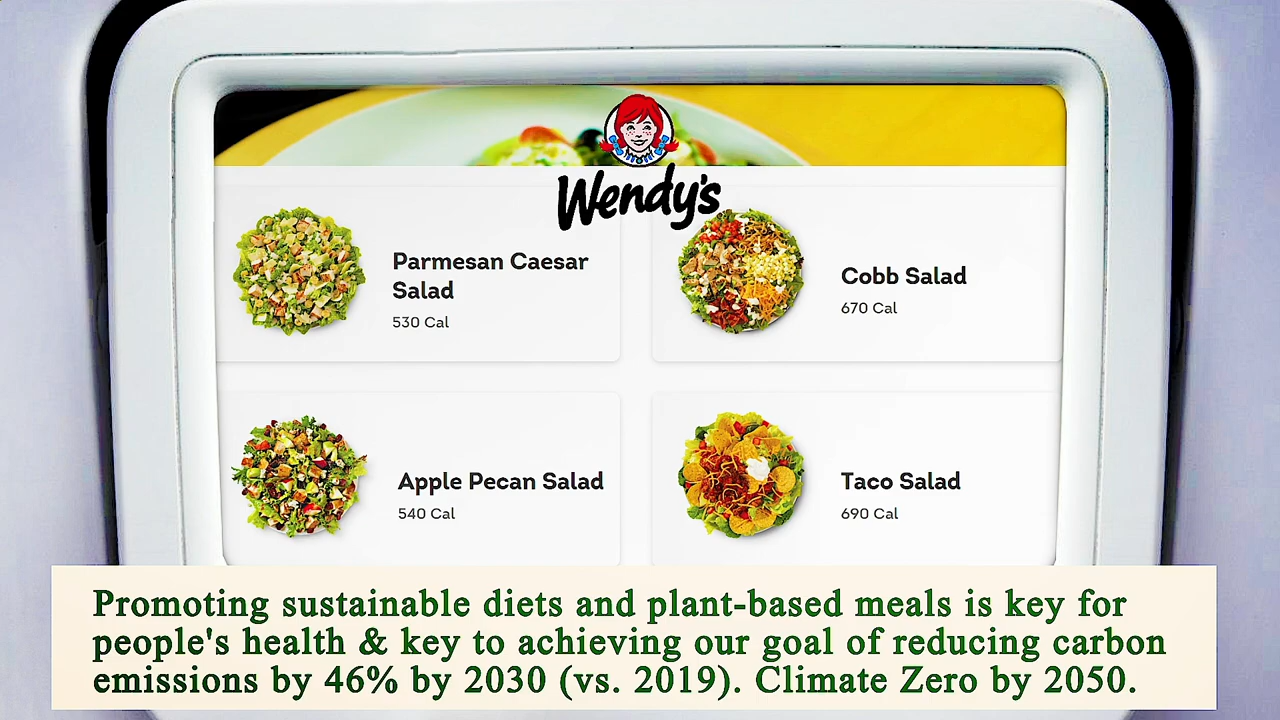 Wendy's
Parmesan Caesar
Salad
530 Cal
Cobb Salad
670 Cal
Apple Pecan Salad
540 Cal
Taco Salad
690 Cal
Promoting sustainable diets and plant-based meals is key for
people's health & key to achieving our goal of reducing carbon
emissions by 46% by 2030 (vs. 2019). Climate Zero by 2050.